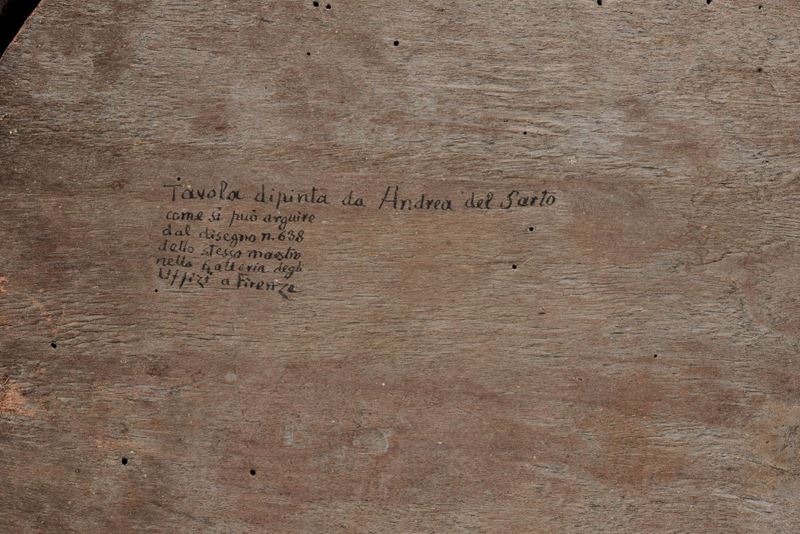 Tavola dipinta da Andrea del Sarto
come si può arguire
dal disegno n. 638
dello stesso maestro
nella Galleria degli
Uffizi a Firenze